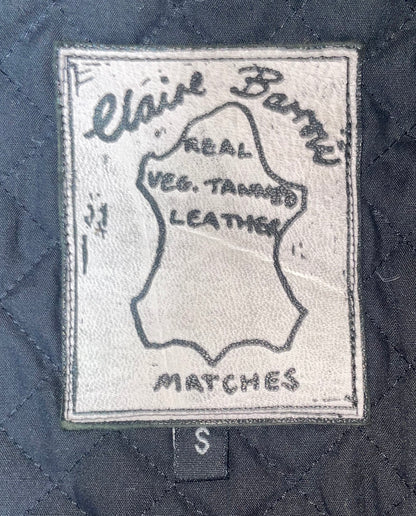 Claire Barrow
REAL
VEG. TANNED
LEATHER
MATCHES
S